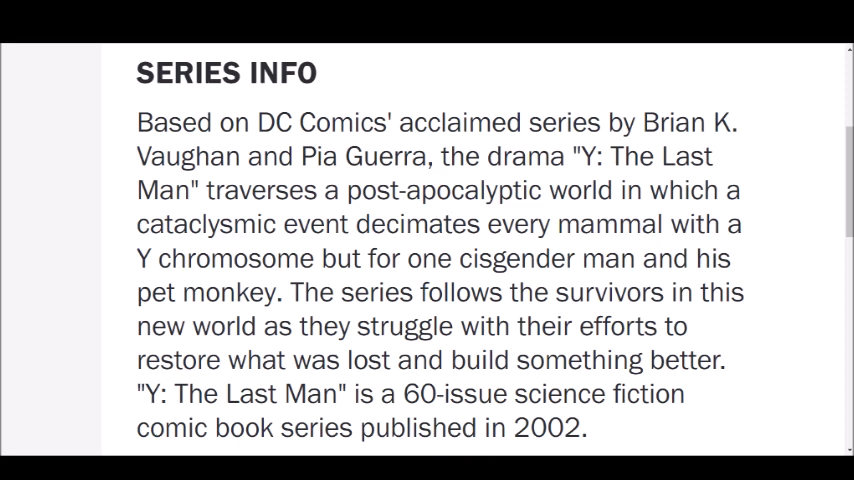 SERIES INFO
Based on DC Comics' acclaimed series by Brian K.
Vaughan and Pia Guerra, the drama "Y: The Last
Man" traverses a post-apocalyptic world in which a
cataclysmic event decimates every mammal with a
Y chromosome but for one cisgender man and his
pet monkey. The series follows the survivors in this
new world as they struggle with their efforts to
restore what was lost and build something better.
"Y: The Last Man" is a 60-issue science fiction
comic book series published in 2002.